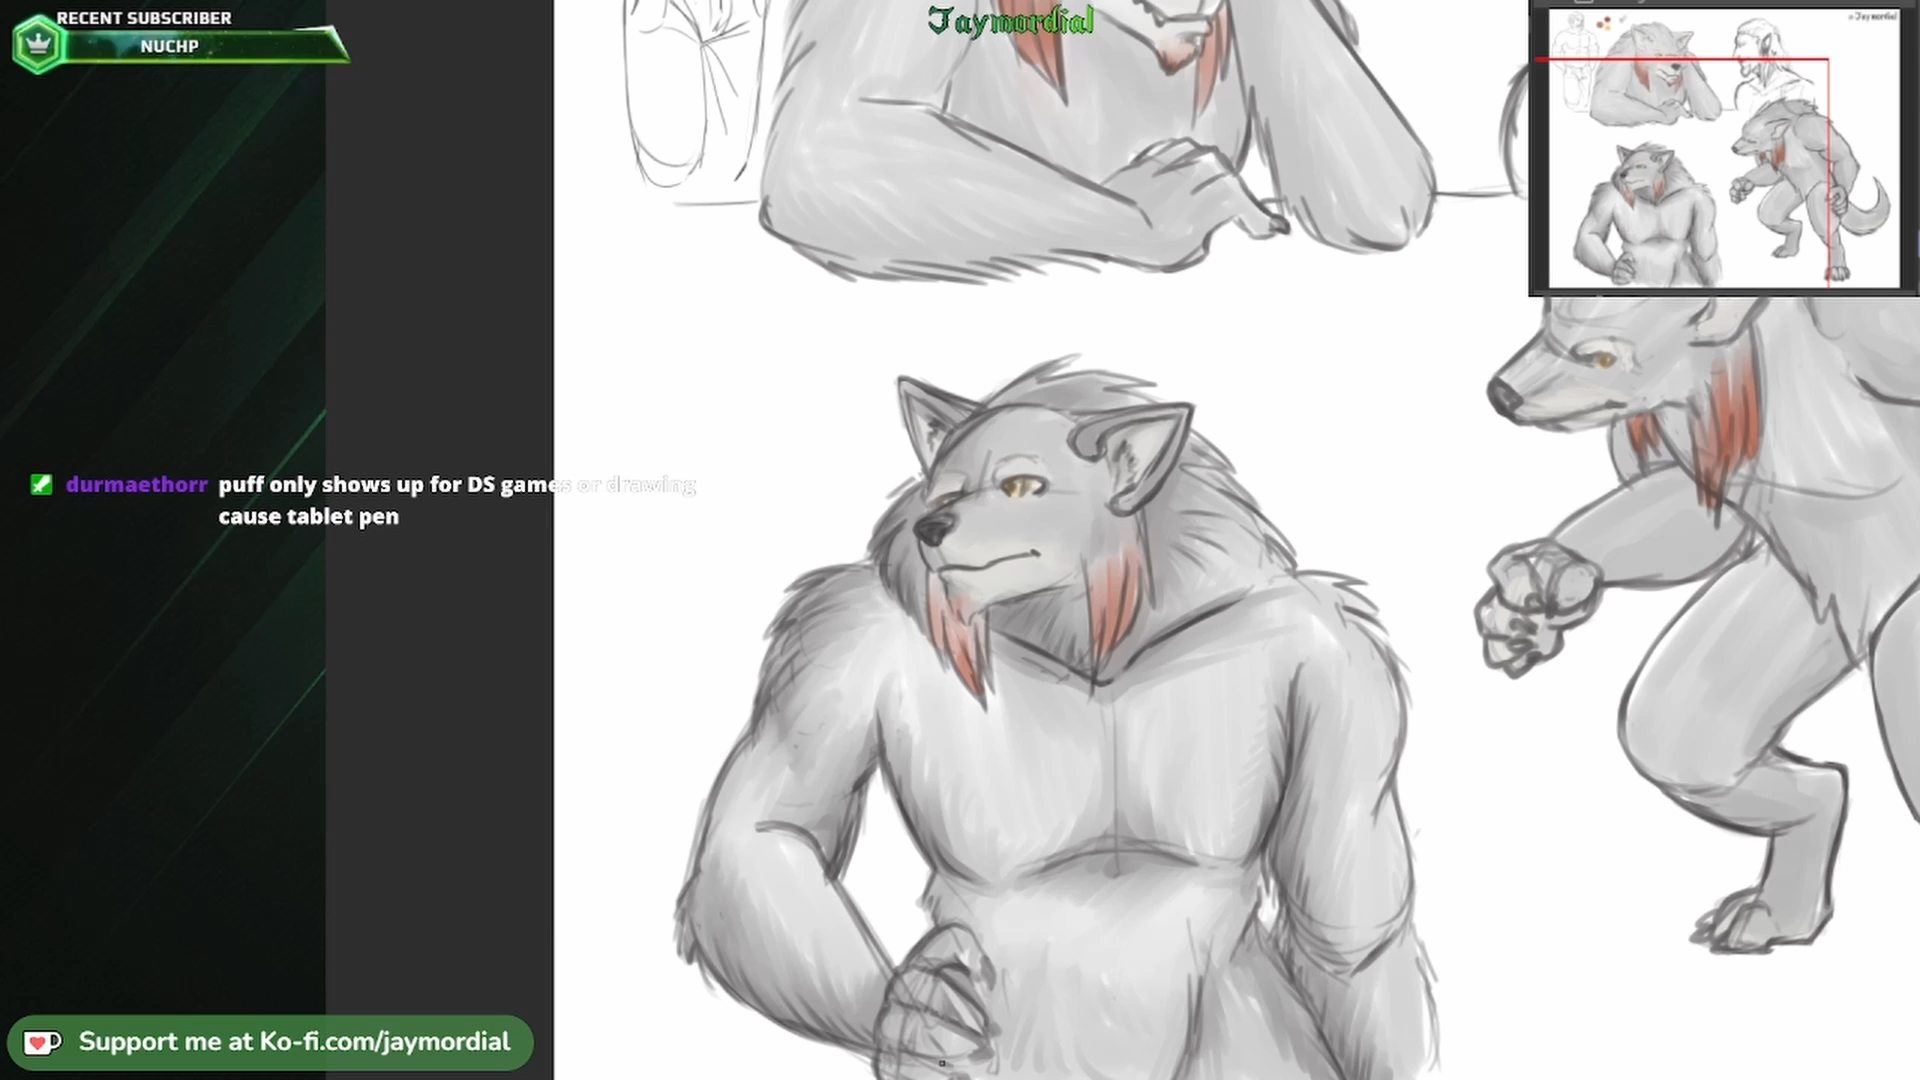 RECENT SUBSCRIBER
NUCHP
Jaymordial
Jaymordial
durmaethorr puff only shows up for DS games or drawing
cause tablet pen
Support me at Ko-fi.com/jaymordial